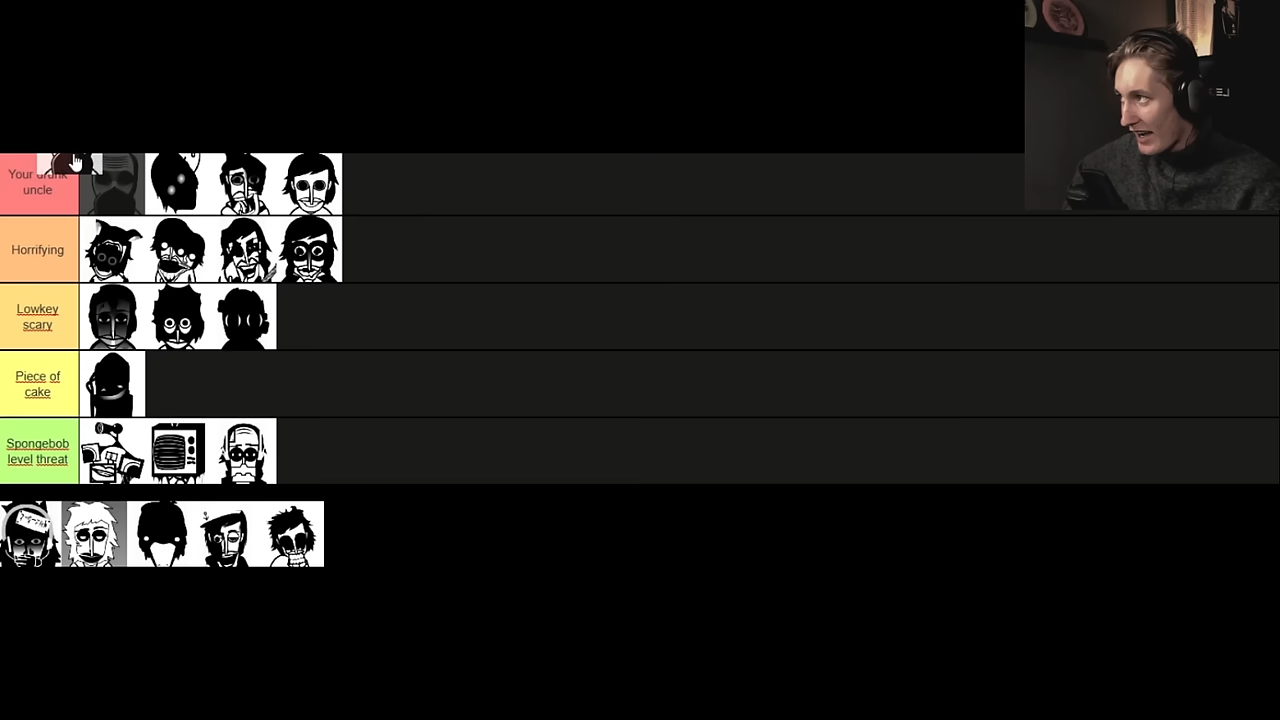 Your drunk
uncle
Horrifying
Lowkey
scary
Piece of
cake
Spongebob
level threat